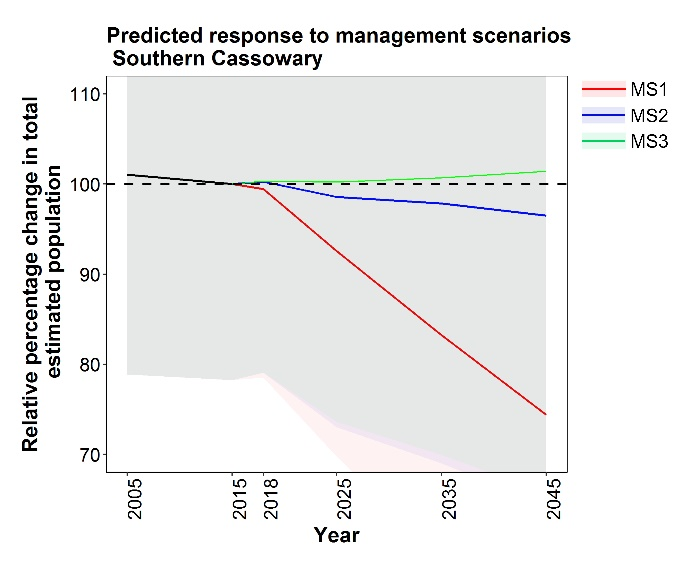 Predicted response to management scenarios
Southern Cassowary
Relative percentage change in total
estimated population
110
100
90
80
70
2005
2015
2018
2025
2035
2045
Year
MS1
MS2
MS3